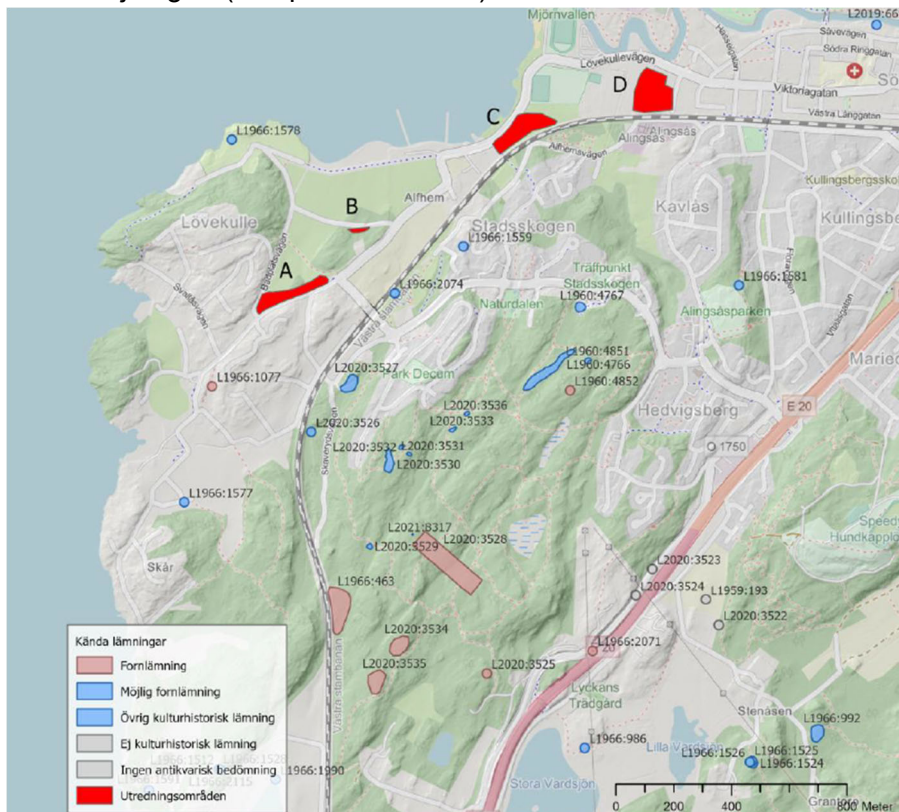 Mjörnvallen
L2019:66
Sävevägen
Södra Ringgatan
Lövekullevägen
D
Viktoriagatan
Västra Långgatan
C
Alingsås
Alingsås
L1966:1578
Kullingsbergsskol
B
Alfhem
Kavlås
Lövekulle
Stadsskogen
Kullingsbe
L1966:1559
A
Träffpunkt
Stadsskogen
L1966:1581
L1966:2074
Naturdalen
L1960:4767
Alingsåsparken
L1960:4851
L1960:4766
L2020:3527
Park Decum
L1966:1077
L1960:4852
Maried
L2020:3536
L2020:3533
Hedvigsberg
E 20
L2020:3526
L2020:3532
L2020:3531
L2020:3530
1750
L1966:1577
L2021:8317
L2020:3528
L2020:3529
Skår
L2020:3523
L1966:463
L2020:3524
L1959:193
L2020:3534
L2020:3522
L1966:2071
L2020:3535
L2020:3525
Västra stambanan
Lyckans
Trädgård
Stenåsen
L1966:992
L1966:986
Lilla Vardsjön
L1966:1525
L1966:1526
L1966:1524
Stora Vardsjön
Kända lämningar
Fornlämning
Möjlig fornlämning
Övrig kulturhistorisk lämning
Ej kulturhistorisk lämning
Ingen antikvarisk bedömning
Utredningsområden
L1966:1990
0 200 400 800 Meter